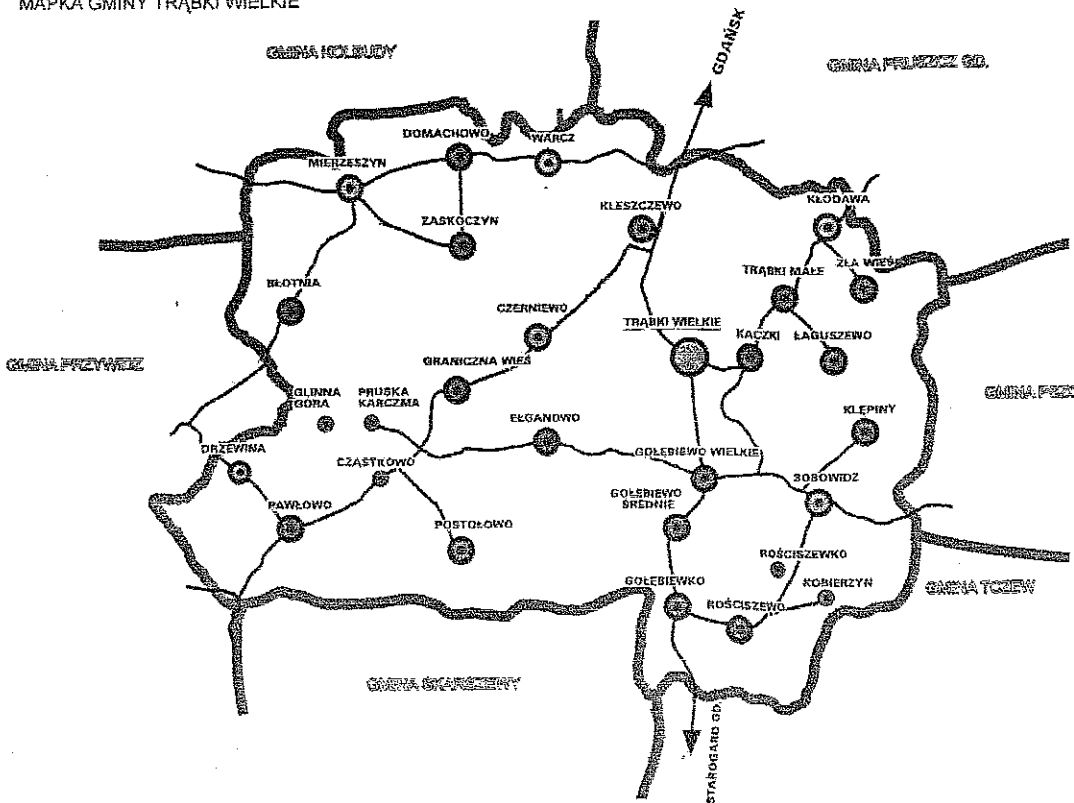 MAPKA GMINY TRĄBKI WIELKIE
GMINA KOLBUDY
GDAŃSK
GMINA PRUSZCZ GD.
DOMACHOWO
WARCZ
MIERZESZYN
KLESZCZEWO
KŁODAWA
ZASKOCZYN
TRĄBKI MAŁE
ZŁA WIEŚ
BŁOTNIA
CZERNIEWO
TRĄBKI WIELKIE
KACZKI
ŁAGUSZEWO
GMINA PRZYWIDZ
GRANICZNA WIEŚ
GLINNA
GÓRA
PRUSKA
KARCZMA
EŁGANOWO
KLĘPINY
DRZEWINA
CZĄSTKOWO
GOŁĘBIEWO WIELKIE
SOBOWIDZ
GOŁĘBIEWO
ŚREDNIE
PAWŁOWO
POSTOŁOWO
ROŚCISZEWKO
GOŁĘBIEWKO
ROŚCISZEWO
KOBIERZYN
GMINA TCZEW
GMINA SKARSZEWY
STAROGARD GD.